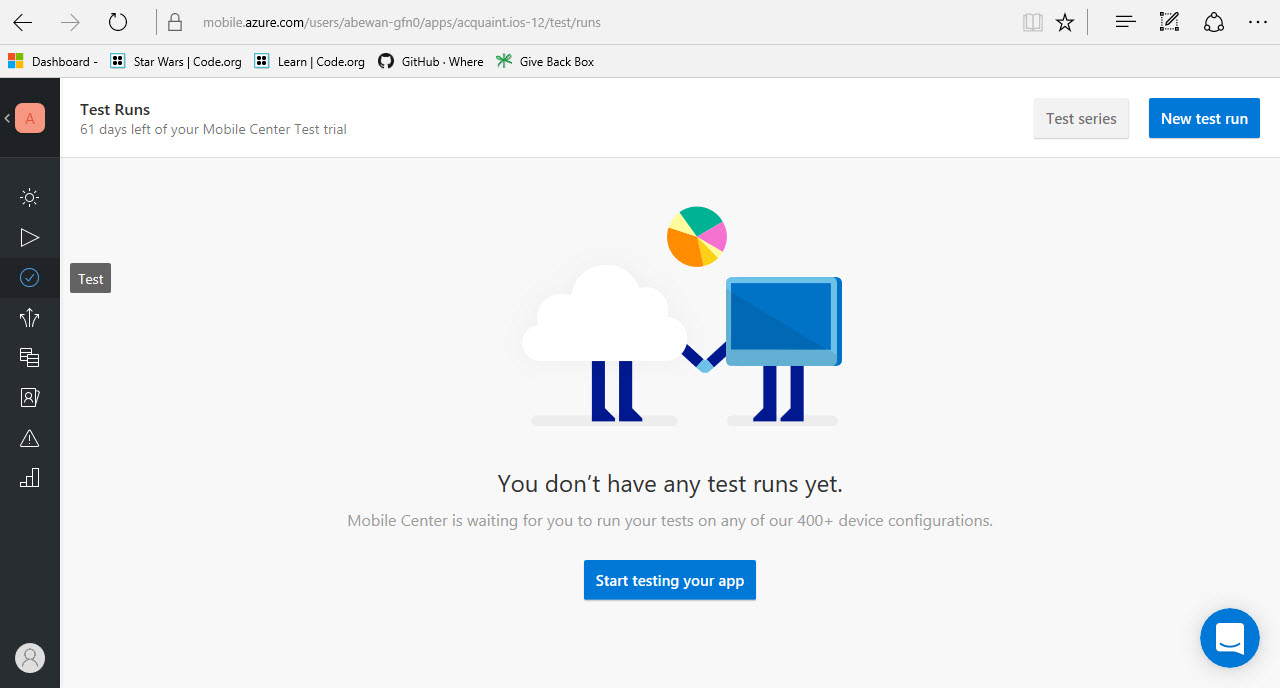 mobile.azure.com/users/abewan-gfn0/apps/acquaint.ios-12/test/runs
Dashboard - Star Wars | Code.org Learn | Code.org GitHub · Where Give Back Box
A
Test Runs
61 days left of your Mobile Center Test trial
Test series
New test run
Test
You don’t have any test runs yet.
Mobile Center is waiting for you to run your tests on any of our 400+ device configurations.
Start testing your app